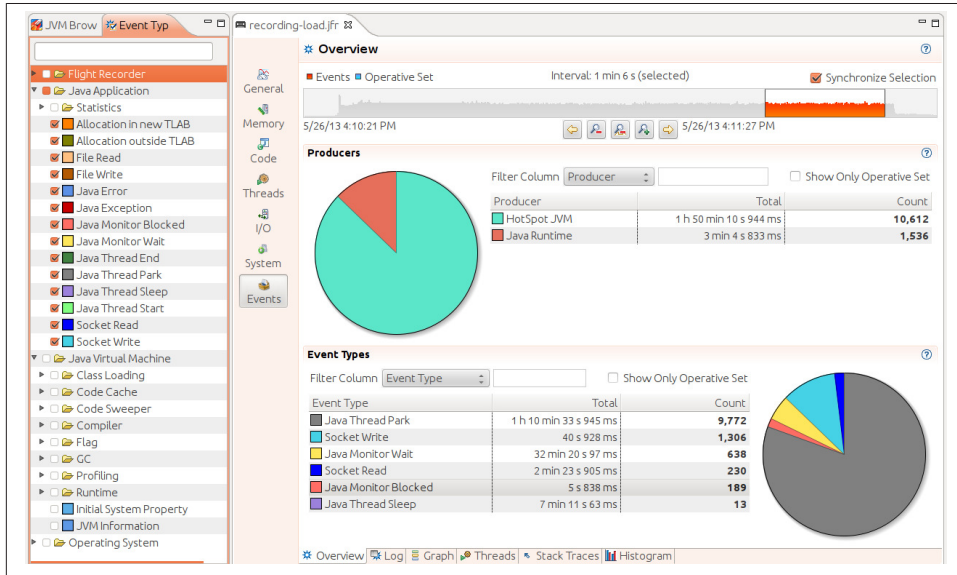 JVM Brow Event Typ
recording-load.jfr
Flight Recorder
Java Application
Statistics
Allocation in new TLAB
Allocation outside TLAB
File Read
File Write
Java Error
Java Exception
Java Monitor Blocked
Java Monitor Wait
Java Thread End
Java Thread Park
Java Thread Sleep
Java Thread Start
Socket Read
Socket Write
Java Virtual Machine
Class Loading
Code Cache
Code Sweeper
Compiler
Flag
GC
Profiling
Runtime
Initial System Property
JVM Information
Operating System
General
Memory
Code
Threads
I/O
System
Events
Overview
Events Operative Set Interval: 1 min 6 s (selected) Synchronize Selection
5/26/13 4:10:21 PM 5/26/13 4:11:27 PM
Producers
Filter Column Producer Show Only Operative Set
Producer Total Count
HotSpot JVM 1 h 50 min 10 s 944 ms 10,612
Java Runtime 3 min 4 s 833 ms 1,536
Event Types
Filter Column Event Type Show Only Operative Set
Event Type Total Count
Java Thread Park 1 h 10 min 33 s 945 ms 9,772
Socket Write 40 s 928 ms 1,306
Java Monitor Wait 32 min 20 s 97 ms 638
Socket Read 2 min 23 s 905 ms 230
Java Monitor Blocked 5 s 838 ms 189
Java Thread Sleep 7 min 11 s 63 ms 13
Overview Log Graph Threads Stack Traces Histogram